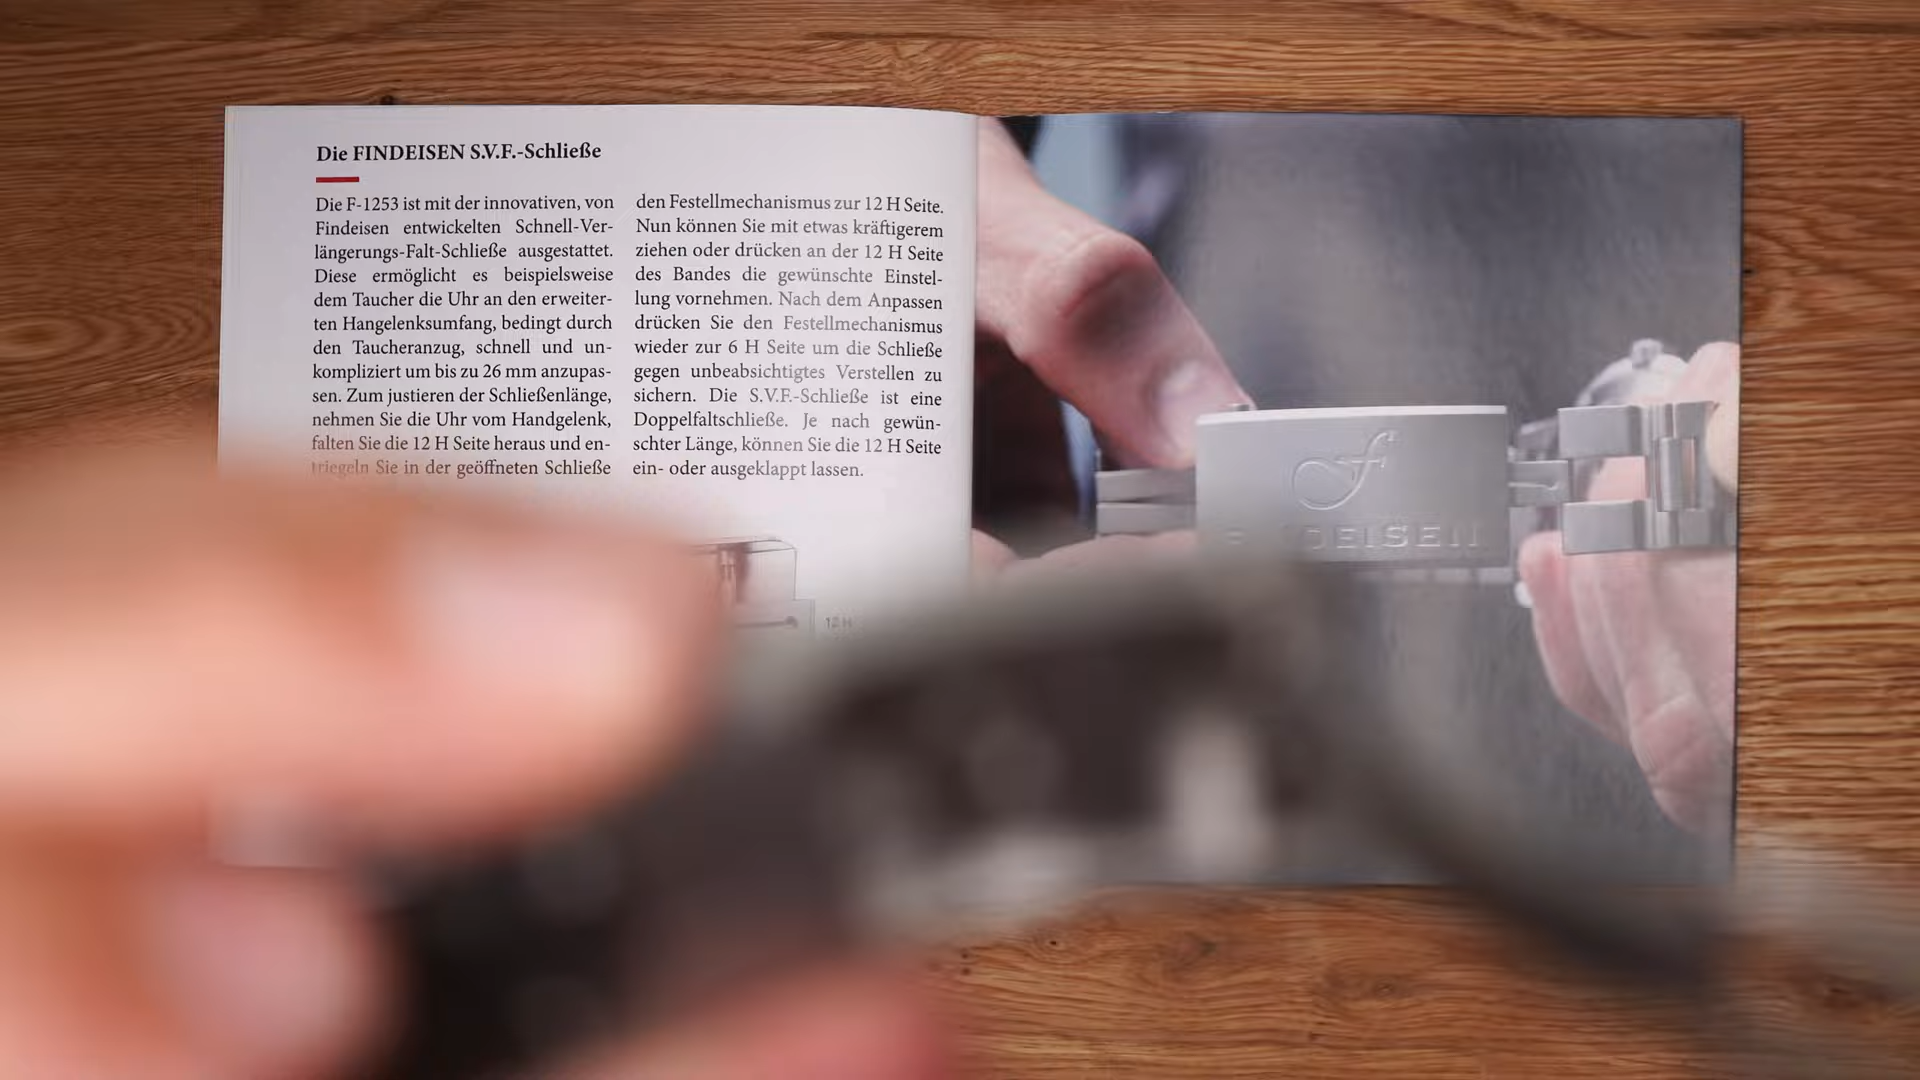 Die FINDEISEN S.V.F.-Schließe
Die F-1253 ist mit der innovativen, von
Findeisen entwickelten Schnell-Ver-
längerungs-Falt-Schließe ausgestattet.
Diese ermöglicht es beispielsweise
dem Taucher die Uhr an den erweiter-
ten Hangelenksumfang, bedingt durch
den Taucheranzug, schnell und un-
kompliziert um bis zu 26 mm anzupas-
sen. Zum justieren der Schließenlänge,
nehmen Sie die Uhr vom Handgelenk,
falten Sie die 12 H Seite heraus und en-
triegeln Sie in der geöffneten Schließe
den Festellmechanismus zur 12 H Seite.
Nun können Sie mit etwas kräftigerem
ziehen oder drücken an der 12 H Seite
des Bandes die gewünschte Einstel-
lung vornehmen. Nach dem Anpassen
drücken Sie den Festellmechanismus
wieder zur 6 H Seite um die Schließe
gegen unbeabsichtigtes Verstellen zu
sichern. Die S.V.F.-Schließe ist eine
Doppelfaltschließe. Je nach gewün-
schter Länge, können Sie die 12 H Seite
ein- oder ausgeklappt lassen.
12 H
f